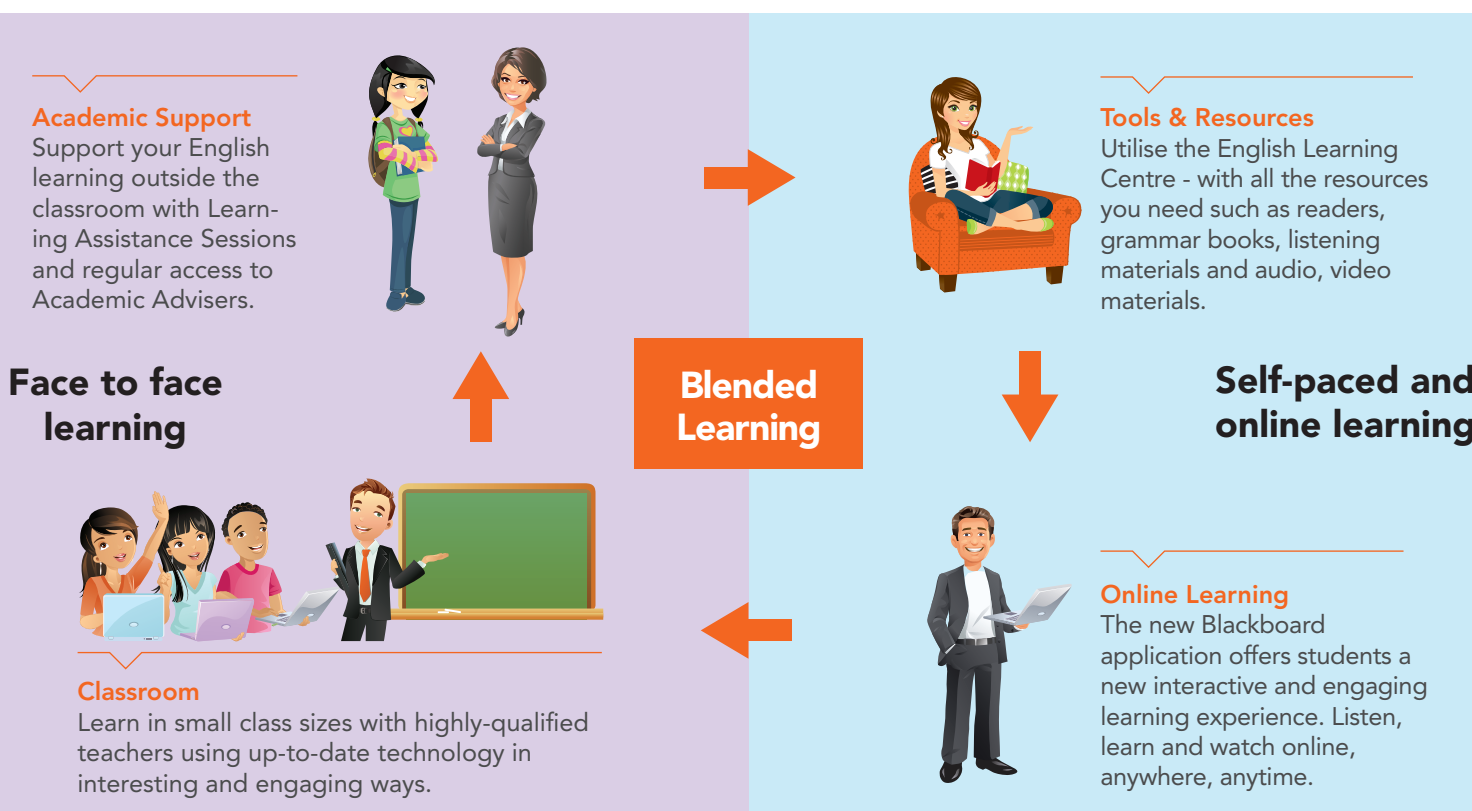 Academic Support
Support your English
learning outside the
classroom with Learn-
ing Assistance Sessions
and regular access to
Academic Advisers.
Face to face
learning
Classroom
Learn in small class sizes with highly-qualified
teachers using up-to-date technology in
interesting and engaging ways.
Blended
Learning
Tools & Resources
Utilise the English Learning
Centre - with all the resources
you need such as readers,
grammar books, listening
materials and audio, video
materials.
Self-paced and
online learning
Online Learning
The new Blackboard
application offers students a
new interactive and engaging
learning experience. Listen,
learn and watch online,
anywhere, anytime.